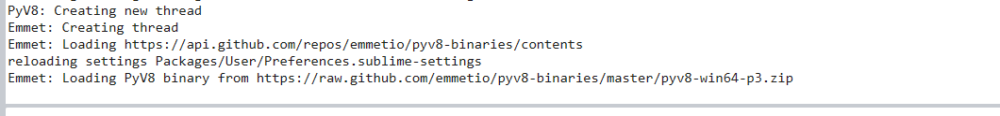 PyV8: Creating new thread
Emmet: Creating thread
Emmet: Loading https://api.github.com/repos/emmetio/pyv8-binaries/contents
reloading settings Packages/User/Preferences.sublime-settings
Emmet: Loading PyV8 binary from https://raw.github.com/emmetio/pyv8-binaries/master/pyv8-win64-p3.zip